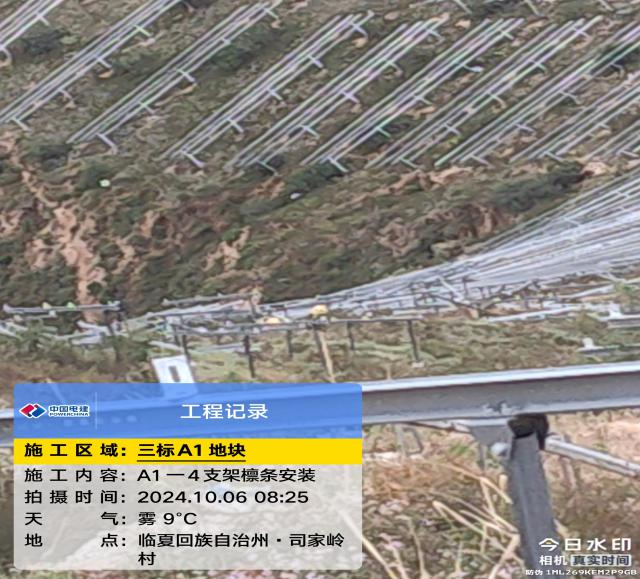 中国电建
POWERCHINA
工程记录
施工区域：三标A1地块
施工内容：A1一4支架檩条安装
拍摄时间：2024.10.06 08:25
天气：雾 9℃
地点：临夏回族自治州·司家岭
村
今日水印
相机 真实时间
防伪 1ML269KEM2P9GB